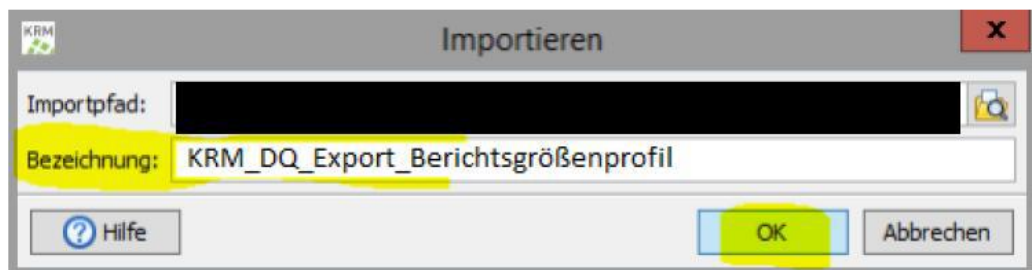 KRM
Importieren
x
Importpfad:
Bezeichnung: KRM_DQ_Export_Berichtsgrößenprofil
? Hilfe OK Abbrechen